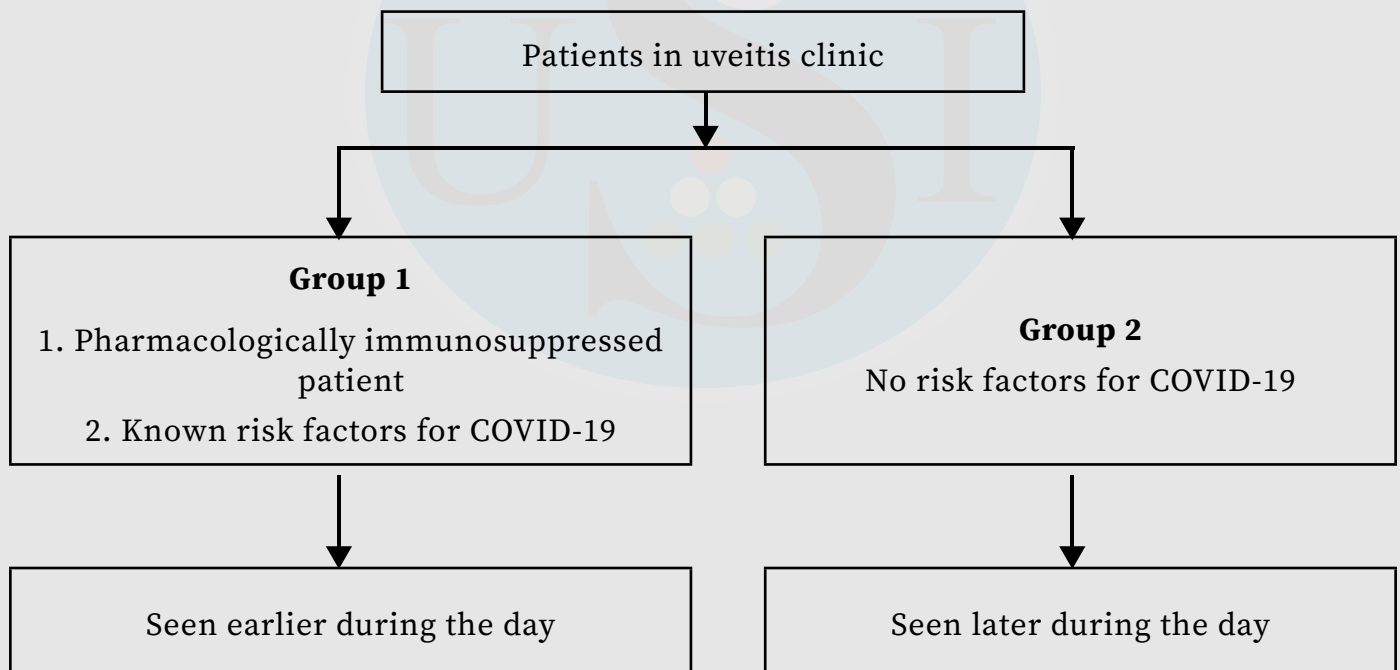 Patients in uveitis clinic
Group 1
1. Pharmacologically immunosuppressed
patient
2. Known risk factors for COVID-19
Group 2
No risk factors for COVID-19
Seen earlier during the day
Seen later during the day
USI